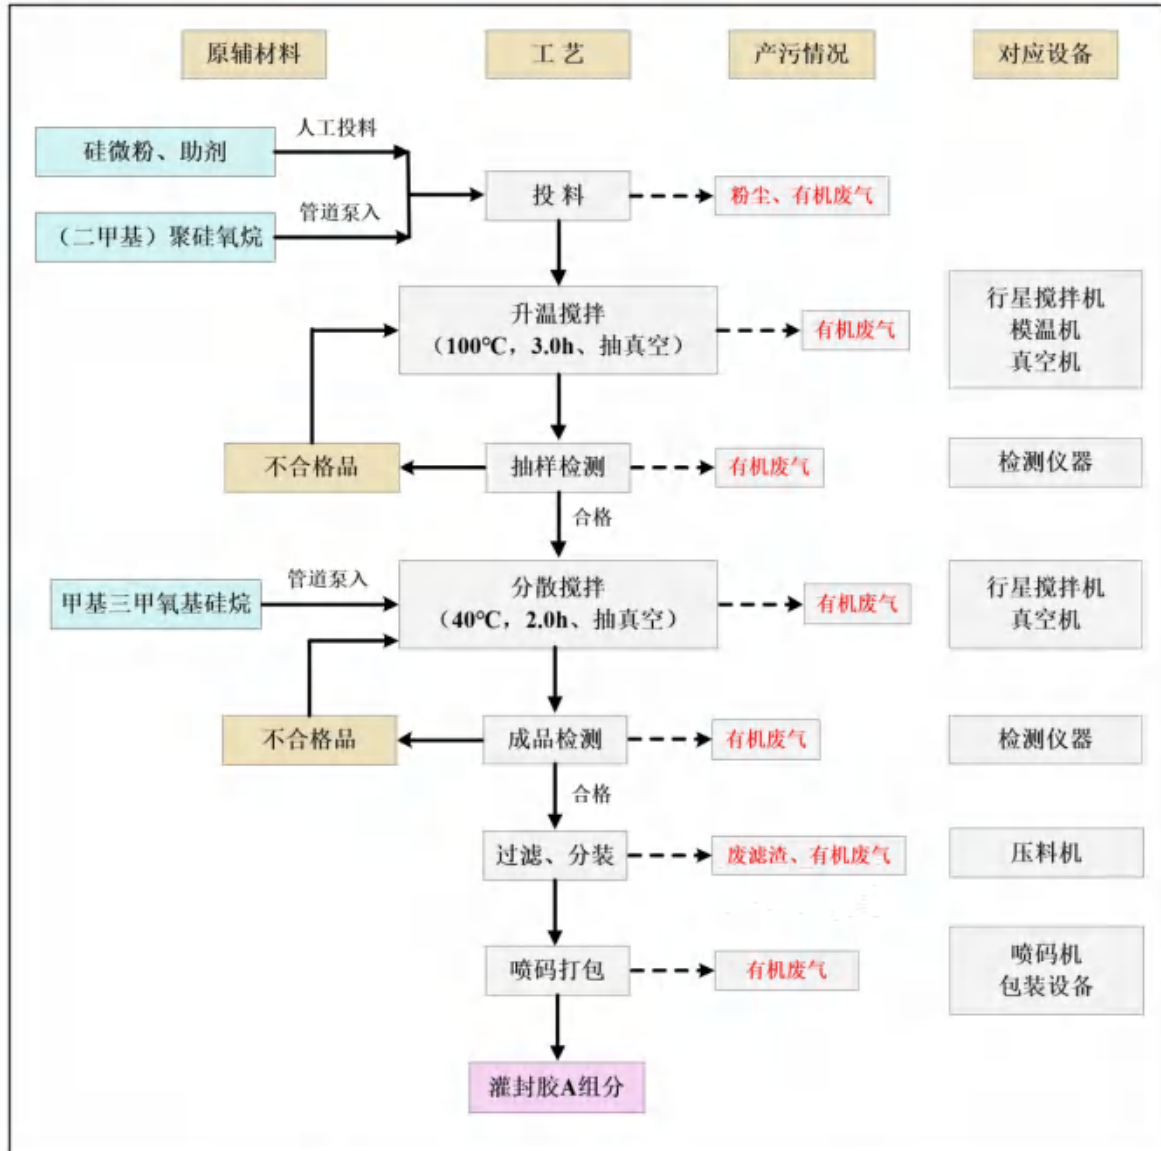 原辅材料
工 艺
产污情况
对应设备
人工投料
硅微粉、助剂
管道泵入
（二甲基）聚硅氧烷
投 料
粉尘、有机废气
升温搅拌
（100℃，3.0h、抽真空）
有机废气
行星搅拌机
模温机
真空机
不合格品
抽样检测
有机废气
检测仪器
合格
管道泵入
甲基三甲氧基硅烷
分散搅拌
（40℃，2.0h、抽真空）
有机废气
行星搅拌机
真空机
不合格品
成品检测
有机废气
检测仪器
合格
过滤、分装
废滤渣、有机废气
压料机
喷码打包
有机废气
喷码机
包装设备
灌封胶A组分